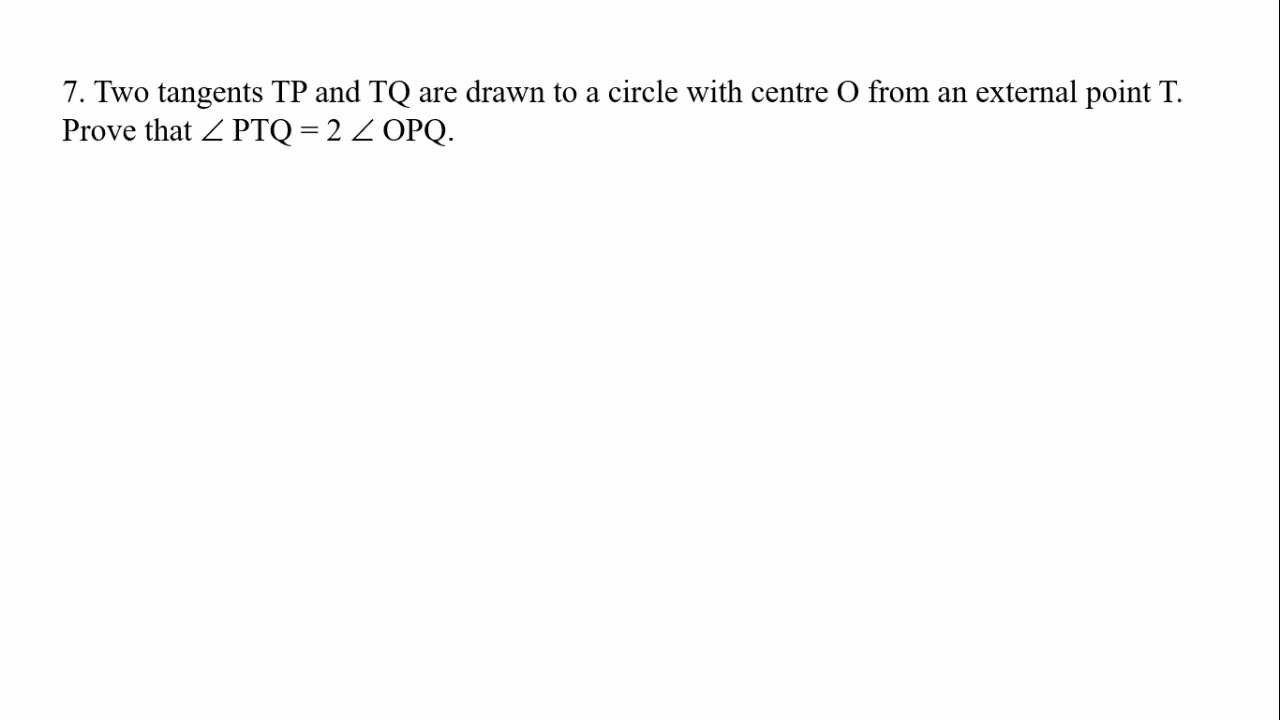 7. Two tangents TP and TQ are drawn to a circle with centre O from an external point T.
Prove that ∠ PTQ = 2 ∠ OPQ.